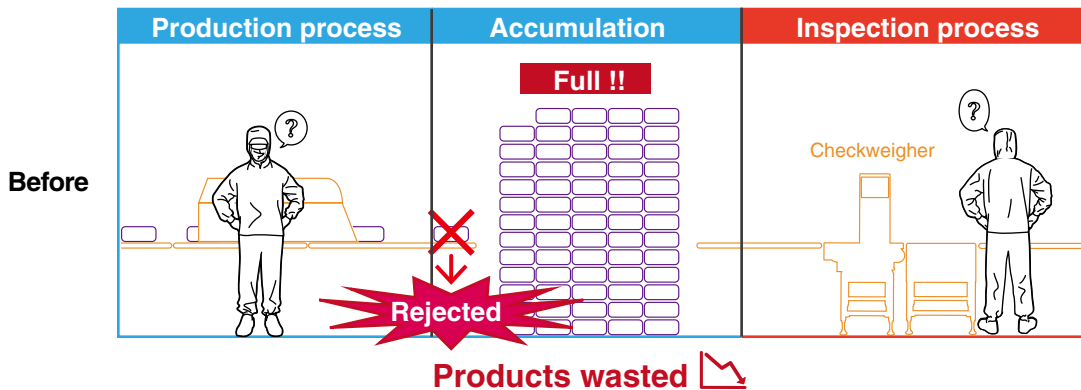 Production process
Accumulation
Inspection process
Full !!
?
?
Checkweigher
Before
Rejected
Products wasted